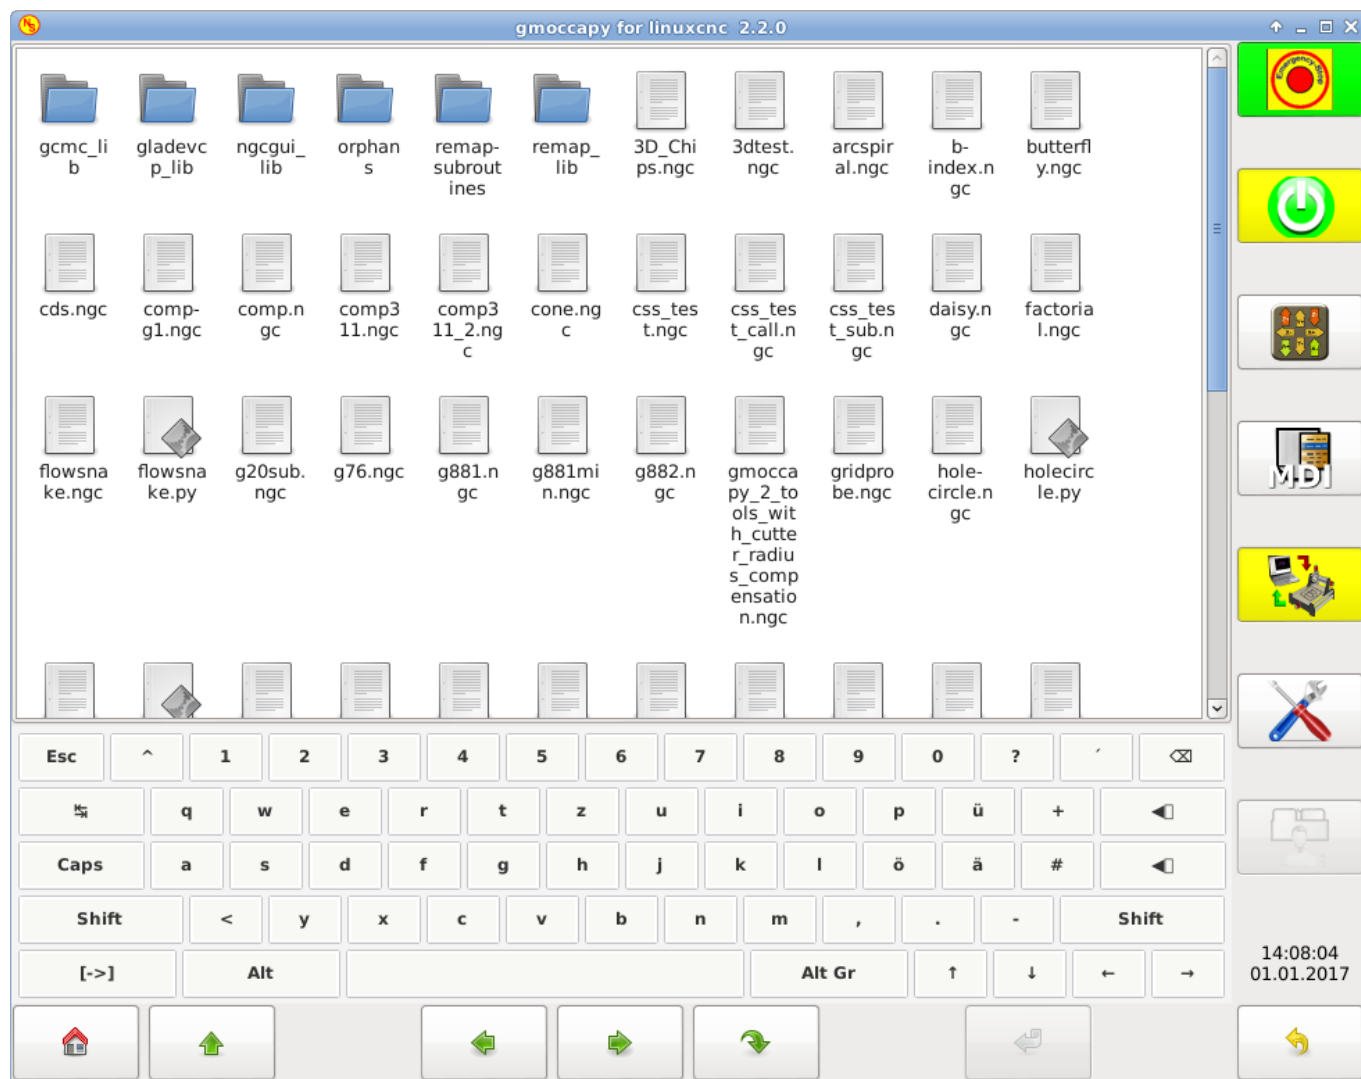 gmoccapy for linuxcnc 2.2.0
gcmc_li
b
gladevc
p_lib
ngcgui_
lib
orphan
s
remap-
subrout
ines
remap_
lib
3D_Chi
ps.ngc
3dtest.
ngc
arcspir
al.ngc
b-
index.n
gc
butterfl
y.ngc
cds.ngc
comp-
g1.ngc
comp.n
gc
comp3
11.ngc
comp3
11_2.ng
c
cone.ng
c
css_tes
t.ngc
css_tes
t_call.n
gc
css_tes
t_sub.n
gc
daisy.n
gc
factoria
l.ngc
flowsna
ke.ngc
flowsna
ke.py
g20sub.
ngc
g76.ngc
g881.n
gc
g881mi
n.ngc
g882.n
gc
gmocca
py_2_to
ols_wit
h_cutte
r_radiu
s_comp
ensatio
n.ngc
gridpro
be.ngc
hole-
circle.n
gc
holecirc
le.py
Emergency-Stop
MDI
Esc ^ 1 2 3 4 5 6 7 8 9 0 ? ´ ⌫
↹ q w e r t z u i o p ü +
Caps a s d f g h j k l ö ä #
Shift < y x c v b n m , . - Shift
[->] Alt Alt Gr ↑ ↓ ← →
14:08:04
01.01.2017